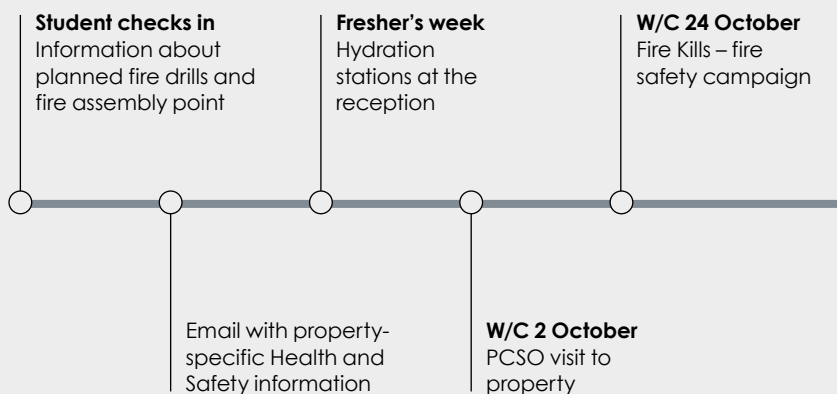 Student checks in
Information about
planned fire drills and
fire assembly point
Email with property-
specific Health and
Safety information
Fresher's week
Hydration
stations at the
reception
W/C 2 October
PCSO visit to
property
W/C 24 October
Fire Kills – fire
safety campaign